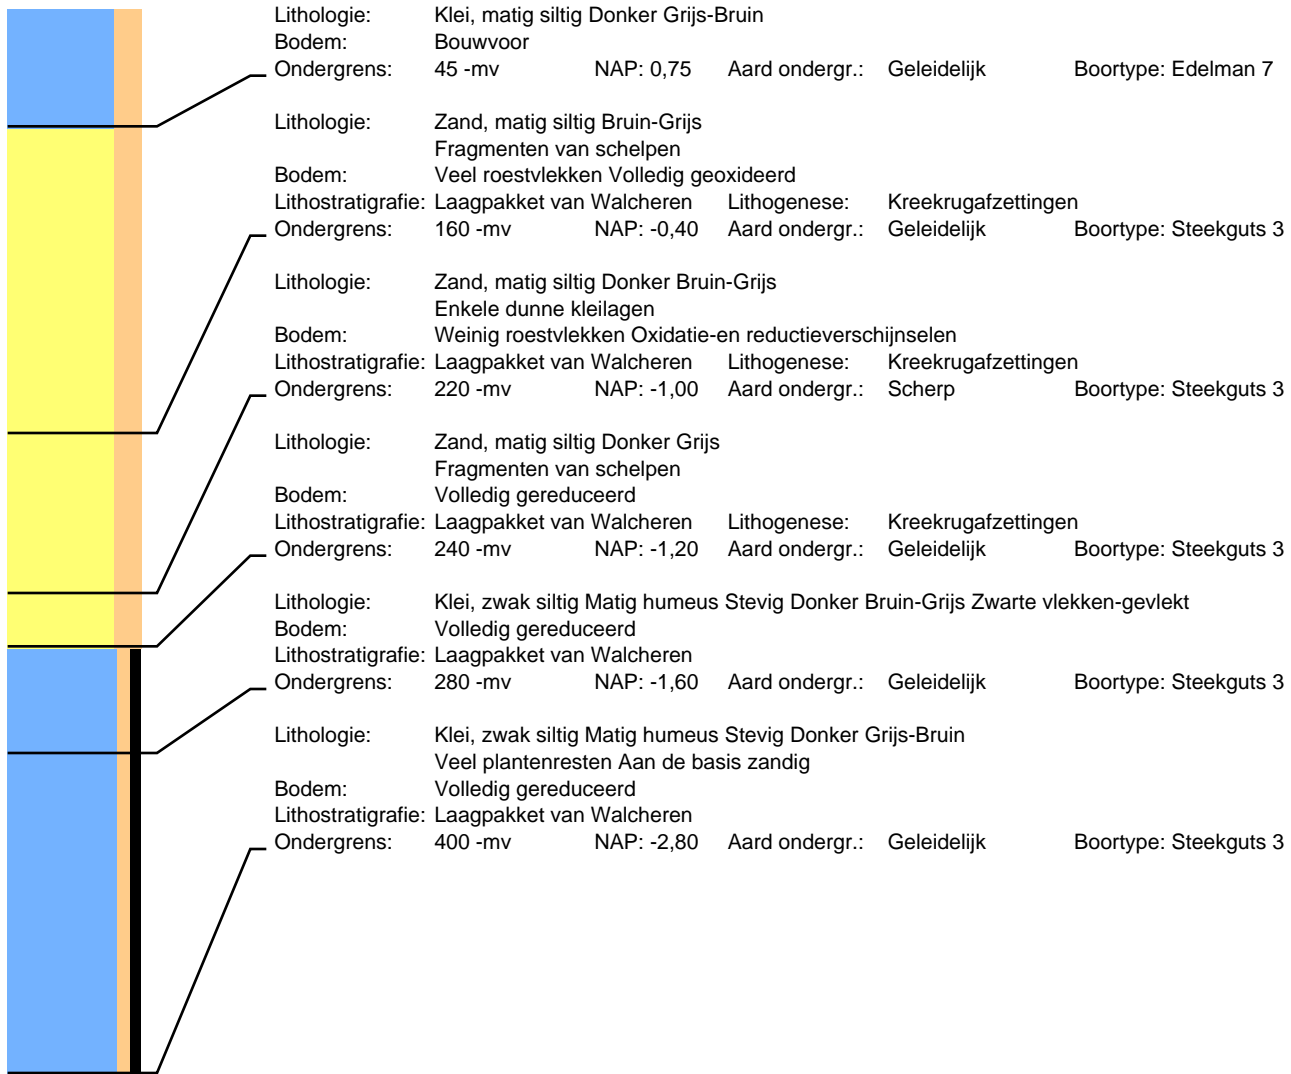 Lithologie: Klei, matig siltig Donker Grijs-Bruin
Bodem: Bouwvoor
Ondergrens: 45 -mv NAP: 0,75 Aard ondergr.: Geleidelijk Boortype: Edelman 7
Lithologie: Zand, matig siltig Bruin-Grijs
Fragmenten van schelpen
Bodem: Veel roestvlekken Volledig geoxideerd
Lithostratigrafie: Laagpakket van Walcheren Lithogenese: Kreekrugafzettingen
Ondergrens: 160 -mv NAP: -0,40 Aard ondergr.: Geleidelijk Boortype: Steekguts 3
Lithologie: Zand, matig siltig Donker Bruin-Grijs
Enkele dunne kleilagen
Bodem: Weinig roestvlekken Oxidatie-en reductieverschijnselen
Lithostratigrafie: Laagpakket van Walcheren Lithogenese: Kreekrugafzettingen
Ondergrens: 220 -mv NAP: -1,00 Aard ondergr.: Scherp Boortype: Steekguts 3
Lithologie: Zand, matig siltig Donker Grijs
Fragmenten van schelpen
Bodem: Volledig gereduceerd
Lithostratigrafie: Laagpakket van Walcheren Lithogenese: Kreekrugafzettingen
Ondergrens: 240 -mv NAP: -1,20 Aard ondergr.: Geleidelijk Boortype: Steekguts 3
Lithologie: Klei, zwak siltig Matig humeus Stevig Donker Bruin-Grijs Zwarte vlekken-gevlekt
Bodem: Volledig gereduceerd
Lithostratigrafie: Laagpakket van Walcheren
Ondergrens: 280 -mv NAP: -1,60 Aard ondergr.: Geleidelijk Boortype: Steekguts 3
Lithologie: Klei, zwak siltig Matig humeus Stevig Donker Grijs-Bruin
Veel plantenresten Aan de basis zandig
Bodem: Volledig gereduceerd
Lithostratigrafie: Laagpakket van Walcheren
Ondergrens: 400 -mv NAP: -2,80 Aard ondergr.: Geleidelijk Boortype: Steekguts 3